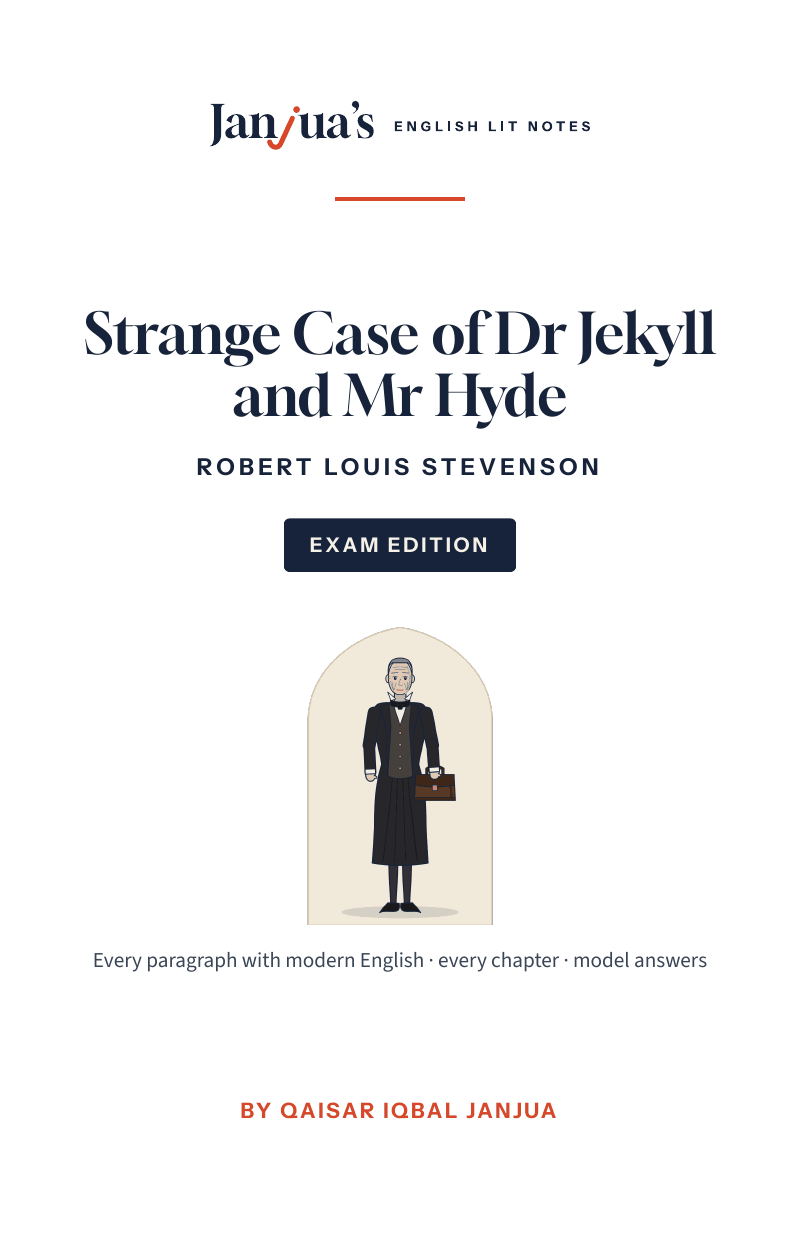 Janjua's ENGLISH LIT NOTES
Strange Case of Dr Jekyll
and Mr Hyde
ROBERT LOUIS STEVENSON
EXAM EDITION
Every paragraph with modern English · every chapter · model answers
BY QAISAR IQBAL JANJUA